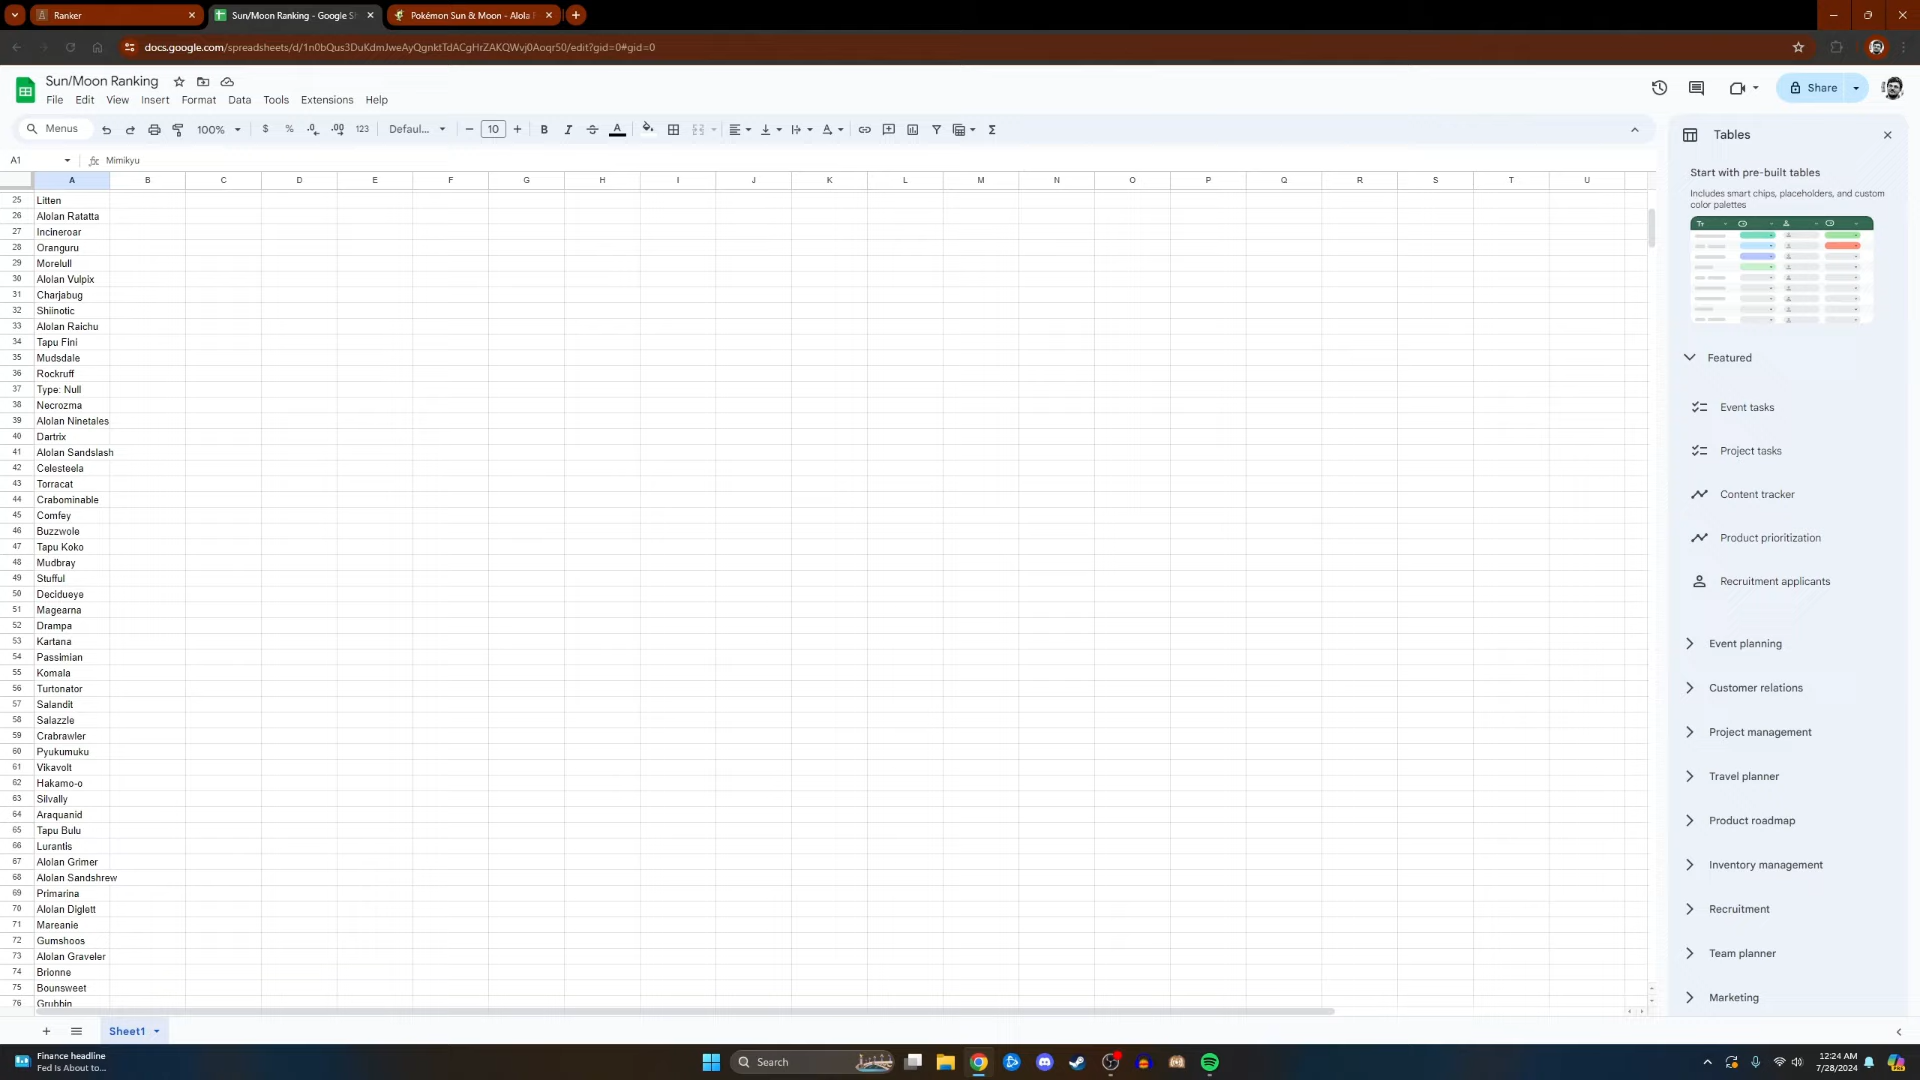 Ranker
Sun/Moon Ranking - Google S
Pokémon Sun & Moon - Alola
docs.google.com/spreadsheets/d/1n0bQus3DuKdmJweAyQgnktTdACgHrZAKQWvj0Aoqr50/edit?gid=0#gid=0
Sun/Moon Ranking
File Edit View Insert Format Data Tools Extensions Help
Share
Menus 100% $ % .0 .00 123 Defaul... 10 B I A
A1 fx Mimikyu
A B C D E F G H I J K L M N O P Q R S T U
25 Litten
26 Alolan Ratatta
27 Incineroar
28 Oranguru
29 Morelull
30 Alolan Vulpix
31 Charjabug
32 Shiinotic
33 Alolan Raichu
34 Tapu Fini
35 Mudsdale
36 Rockruff
37 Type: Null
38 Necrozma
39 Alolan Ninetales
40 Dartrix
41 Alolan Sandslash
42 Celesteela
43 Torracat
44 Crabominable
45 Comfey
46 Buzzwole
47 Tapu Koko
48 Mudbray
49 Stufful
50 Decidueye
51 Magearna
52 Drampa
53 Kartana
54 Passimian
55 Komala
56 Turtonator
57 Salandit
58 Salazzle
59 Crabrawler
60 Pyukumuku
61 Vikavolt
62 Hakamo-o
63 Silvally
64 Araquanid
65 Tapu Bulu
66 Lurantis
67 Alolan Grimer
68 Alolan Sandshrew
69 Primarina
70 Alolan Diglett
71 Mareanie
72 Gumshoos
73 Alolan Graveler
74 Brionne
75 Bounsweet
76 Grubbin
Sheet1
Tables
Start with pre-built tables
Includes smart chips, placeholders, and custom
color palettes
Featured
Event tasks
Project tasks
Content tracker
Product prioritization
Recruitment applicants
Event planning
Customer relations
Project management
Travel planner
Product roadmap
Inventory management
Recruitment
Team planner
Marketing
Finance headline
Fed Is About to...
Search
12:24 AM
7/28/2024